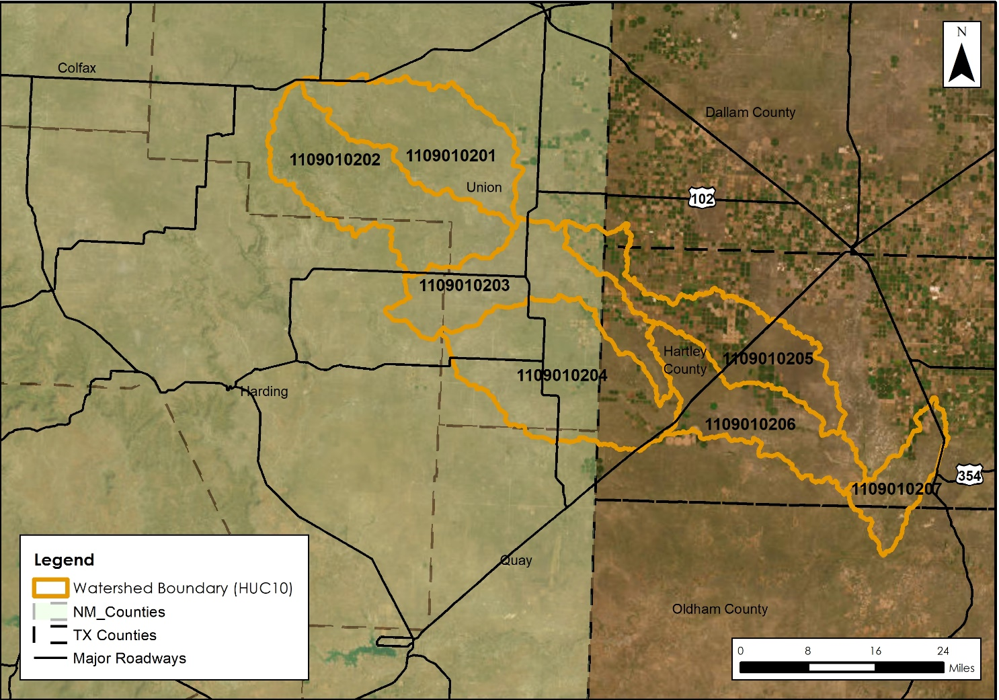 N
Colfax
Dallam County
1109010202
1109010201
Union
102
1109010203
Hartley
County
1109010205
1109010204
Harding
1109010206
354
1109010207
Quay
Oldham County
Legend
Watershed Boundary (HUC10)
NM_Counties
TX Counties
Major Roadways
0 8 16 24
Miles